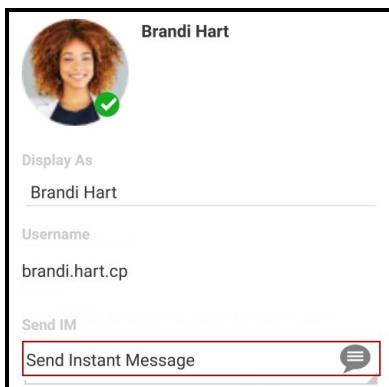 Brandi Hart
Display As
Brandi Hart
Username
brandi.hart.cp
Send IM
Send Instant Message